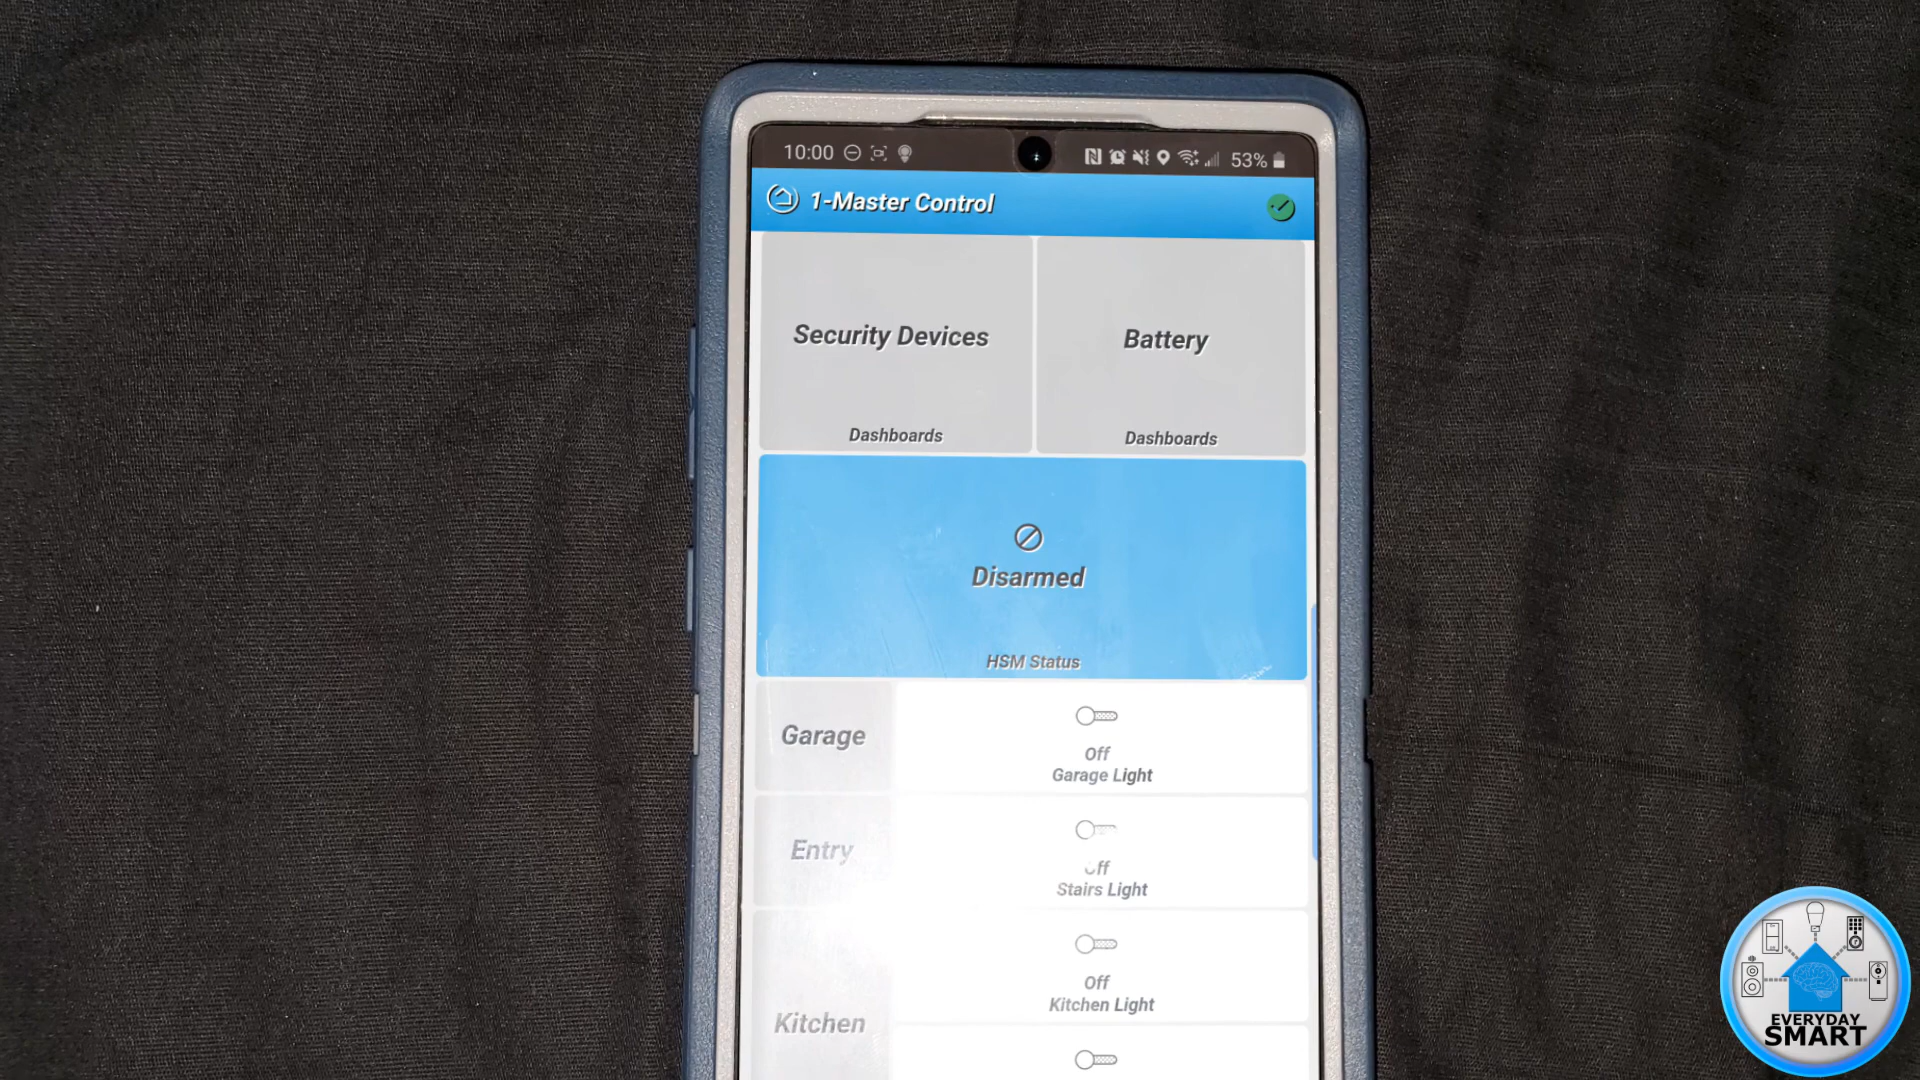 10:00
53%
1-Master Control
Security Devices
Dashboards
Battery
Dashboards
Disarmed
HSM Status
Garage
Off
Garage Light
Entry
Off
Stairs Light
Kitchen
Off
Kitchen Light
EVERYDAY
SMART